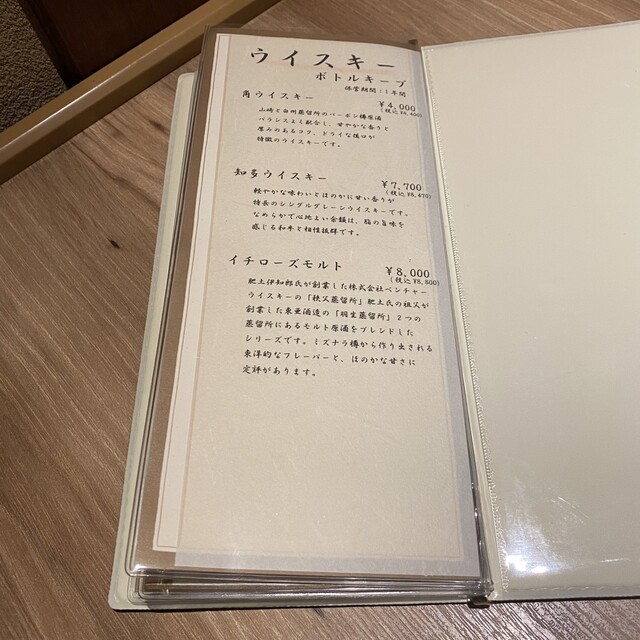 ウイスキー
ボトルキープ
保管期間:1年間
角ウイスキー
¥4,000
(税込¥4,400)
山崎と白州蒸留所のバーボン樽原酒
バランスよく配合し、甘やかな香りと
厚みのあるコク、ドライな後口が
特徴のウイスキーです。
知多ウイスキー
¥7,700
(税込¥8,470)
軽やかな味わいとほのかに甘い香りが
特長のシングルグレーンウイスキーです。
なめらかで心地よい余韻は、脂の旨味を
感じる和牛と相性抜群です。
イチローズモルト
¥8,000
(税込¥8,800)
肥土伊知郎氏が創業した株式会社ベンチャー
ウイスキーの「秩父蒸留所」肥土氏の祖父が
創業した東亜酒造の「羽生蒸留所」2つの
蒸留所にあるモルト原酒をブレンドした
シリーズです。ミズナラ樽から作り出される
東洋的なフレーバーと、ほのかな甘さに
定評があります。